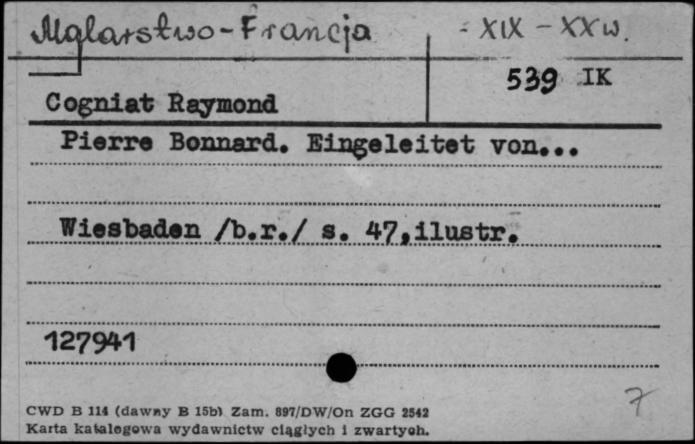 Malarstwo-Francja - XIX - XX w.
539 IK
Cogniat Raymond
Pierre Bonnard. Eingeleitet von...
Wiesbaden /b.r./ s. 47,ilustr.
127941
7
CWD B 114 (dawny B 15b) Zam. 897/DW/On ZGG 2542
Karta katalogowa wydawnictw ciągłych i zwartych.